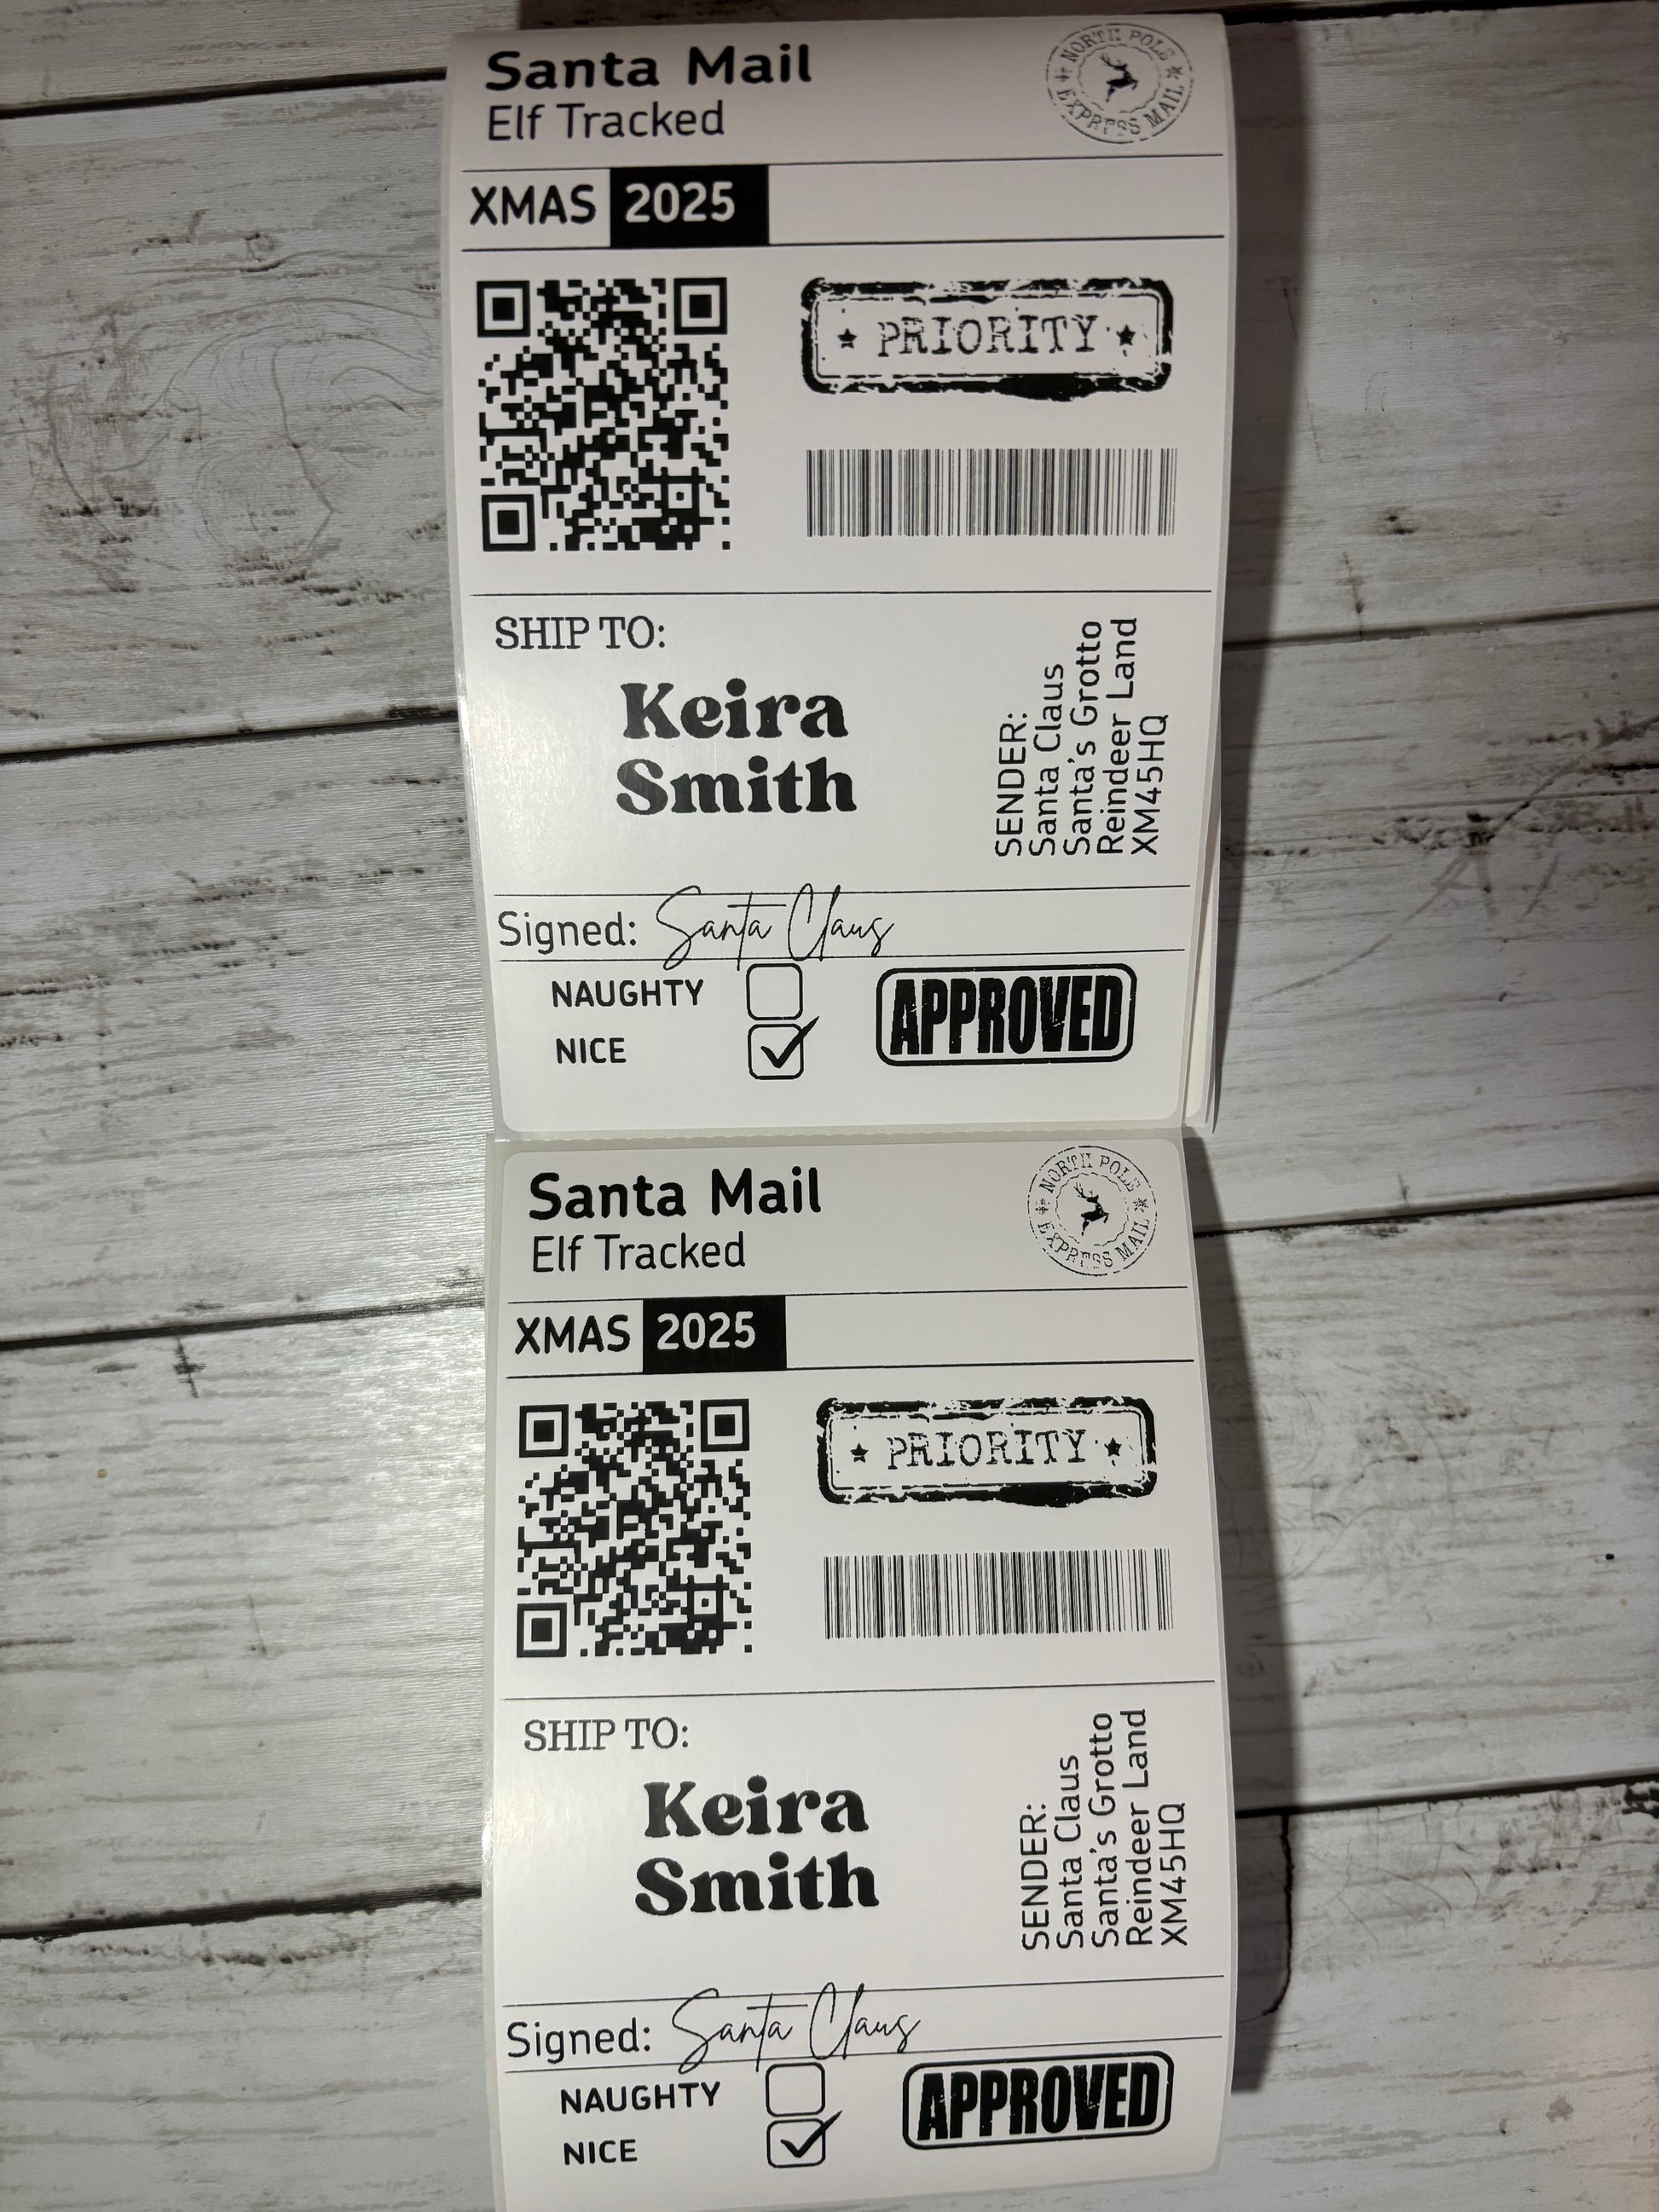 Santa Mail
Elf Tracked
NORTH POLE
EXPRESS MAIL
XMAS 2025
PRIORITY
SHIP TO:
Keira
Smith
SENDER:
Santa Claus
Santa's Grotto
Reindeer Land
XM45HQ
Signed: Santa Claus
NAUGHTY
NICE
APPROVED
Santa Mail
Elf Tracked
NORTH POLE
EXPRESS MAIL
XMAS 2025
PRIORITY
SHIP TO:
Keira
Smith
SENDER:
Santa Claus
Santa's Grotto
Reindeer Land
XM45HQ
Signed: Santa Claus
NAUGHTY
NICE
APPROVED